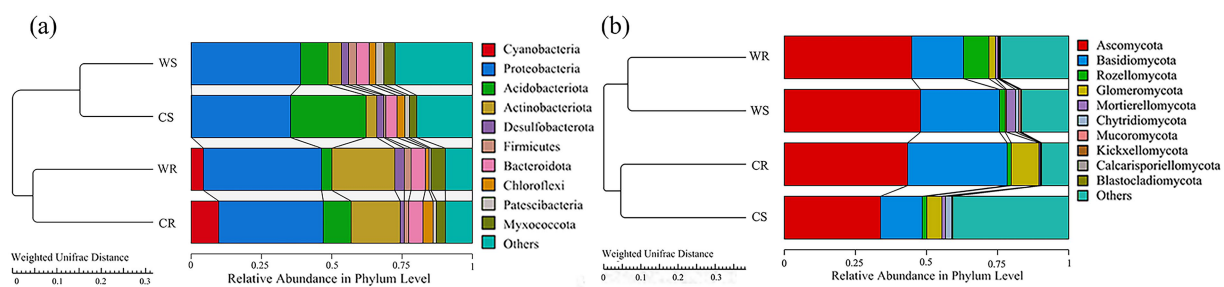 (a)
WS
CS
WR
CR
Weighted Unifrac Distance
0 0.1 0.2 0.3
0 0.25 0.5 0.75 1
Relative Abundance in Phylum Level
Cyanobacteria
Proteobacteria
Acidobacteriota
Actinobacteriota
Desulfobacterota
Firmicutes
Bacteroidota
Chloroflexi
Patescibacteria
Myxococcota
Others
(b)
WR
WS
CR
CS
Weighted Unifrac Distance
0 0.1 0.2 0.3
0 0.25 0.5 0.75 1
Relative Abundance in Phylum Level
Ascomycota
Basidiomycota
Rozellomycota
Glomeromycota
Mortierellomycota
Chytridiomycota
Mucoromycota
Kickxellomycota
Calcarisporiellomycota
Blastocladiomycota
Others